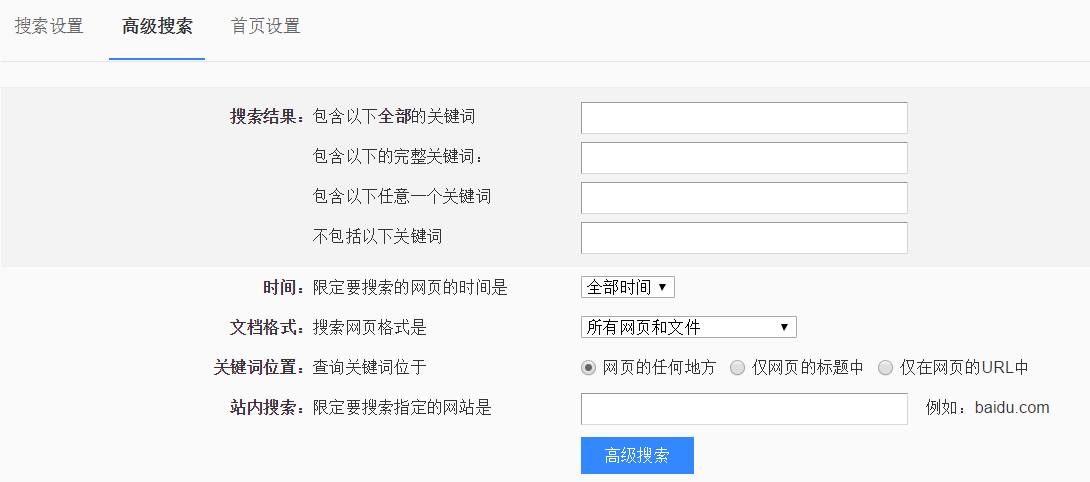 搜索设置 高级搜索 首页设置
搜索结果：包含以下全部的关键词
包含以下的完整关键词：
包含以下任意一个关键词
不包括以下关键词
时间：限定要搜索的网页的时间是 全部时间
文档格式：搜索网页格式是 所有网页和文件
关键词位置：查询关键词位于 网页的任何地方 仅网页的标题中 仅在网页的URL中
站内搜索：限定要搜索指定的网站是 例如：baidu.com
高级搜索